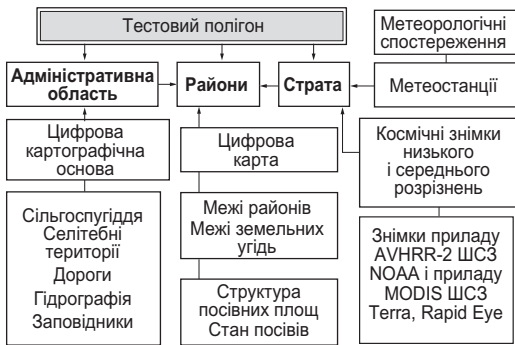 Тестовий полігон
Метеорологічні
спостереження
Адміністративна
область
Райони
Страта
Метеостанції
Цифрова
картографічна
основа
Цифрова
карта
Космічні знімки
низького
і середнього
розрізнень
Сільгоспугіддя
Селітебні
території
Дороги
Гідрографія
Заповідники
Межі районів
Межі земельних
угідь
Структура
посівних площ
Стан посівів
Знімки приладу
AVHRR-2 ШСЗ
NOAA і приладу
MODIS ШСЗ
Terra, Rapid Eye